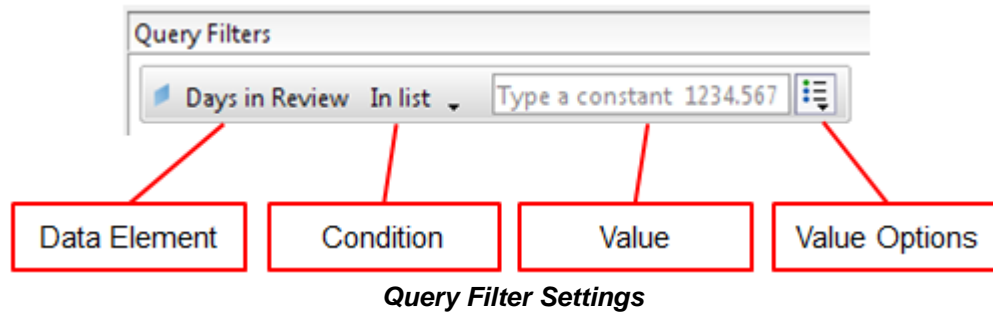 Query Filters
Days in Review In list Type a constant 1234.567
Data Element Condition Value Value Options
Query Filter Settings